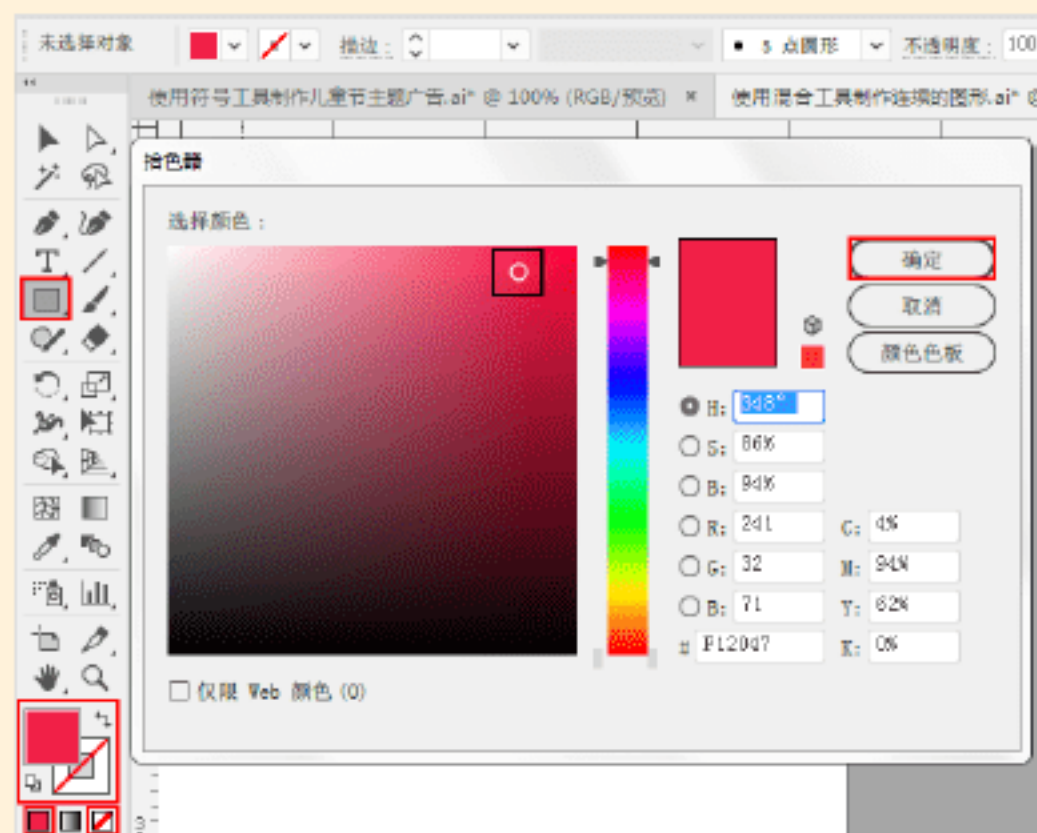 未选择对象 描边： 5 点圆形 不透明度： 100
使用符号工具制作儿童节主题广告.ai* @ 100% (RGB/预览) × 使用混合工具制作连续的图形.ai* @
拾色器
选择颜色：
确定
取消
颜色色板
H: 348°
S: 86%
B: 94%
R: 241 C: 4%
G: 32 M: 94%
B: 71 Y: 62%
# F12047 K: 0%
仅限 Web 颜色 (O)
3